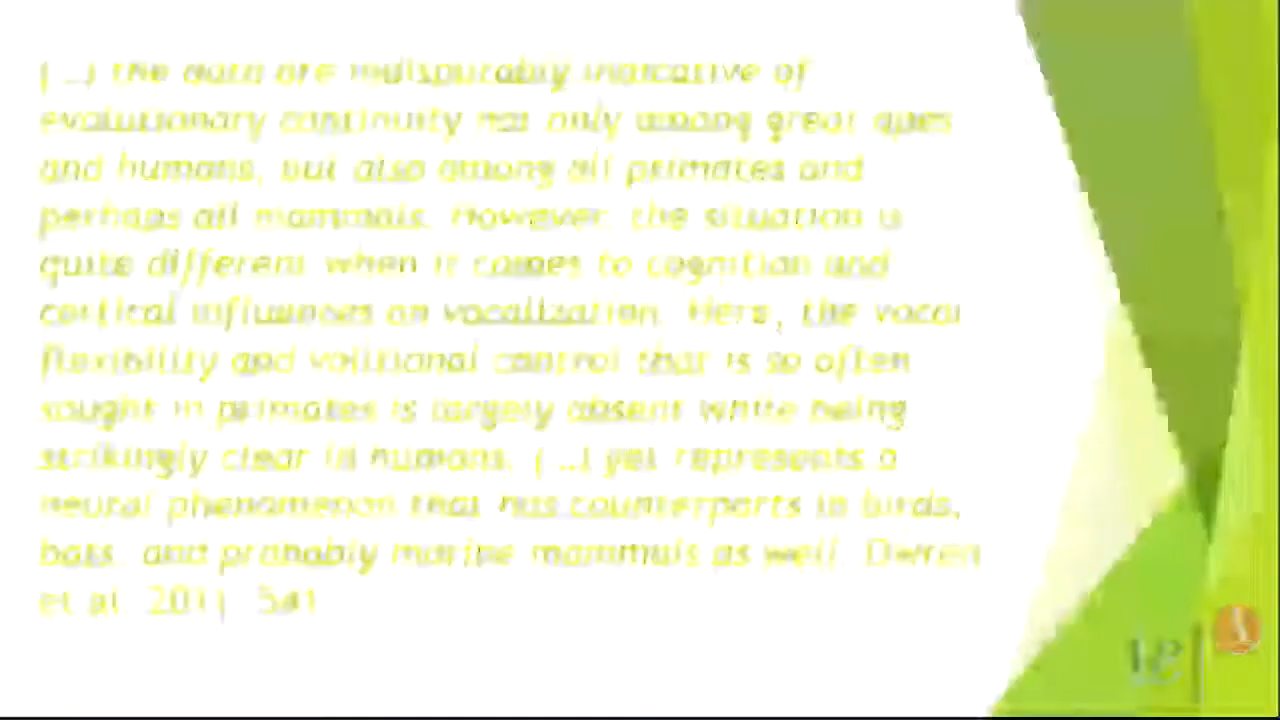 (...) the data are indisputably indicative of
evolutionary continuity not only among great apes
and humans, but also among all primates and
perhaps all mammals. However, the situation is
quite different when it comes to cognition and
cortical influences on vocalization. Here, the vocal
flexibility and volitional control that is so often
sought in primates is largely absent while being
strikingly clear in humans. (...) yet represents a
neural phenomenon that has counterparts in birds,
bats, and probably marine mammals as well. Owren
et al. 2011: 541